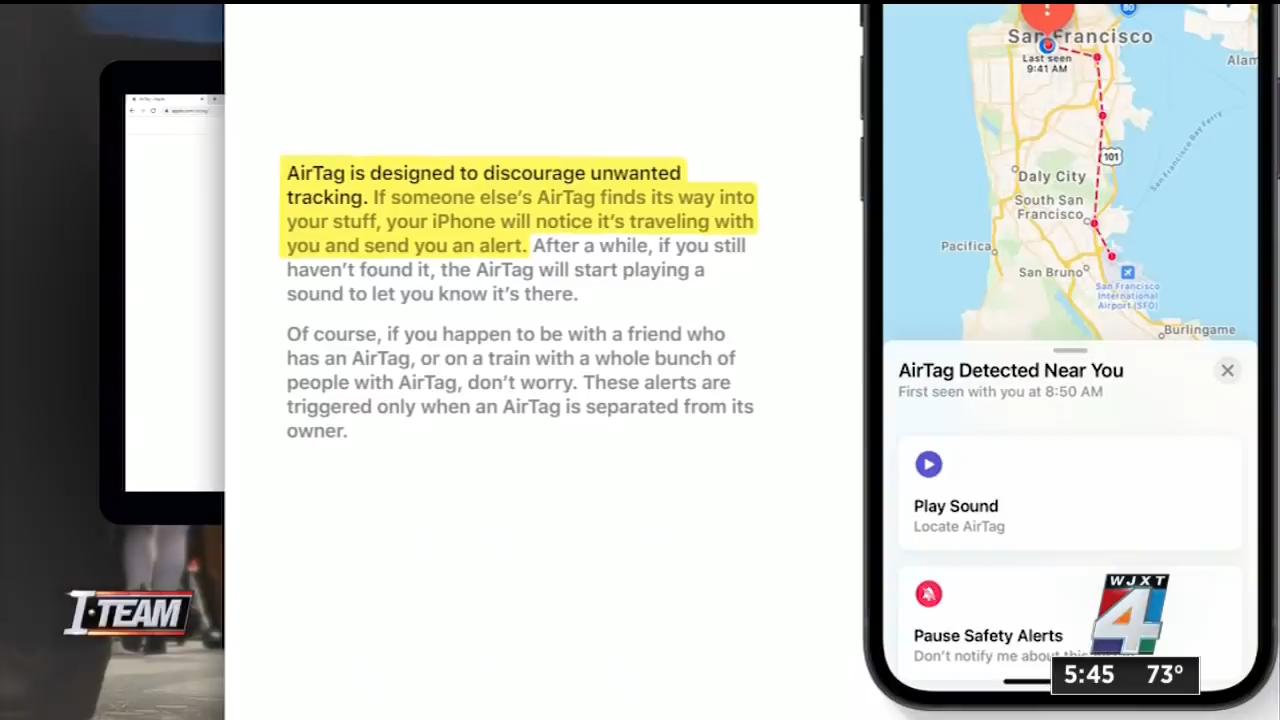 AirTag is designed to discourage unwanted
tracking. If someone else's AirTag finds its way into
your stuff, your iPhone will notice it's traveling with
you and send you an alert. After a while, if you still
haven't found it, the AirTag will start playing a
sound to let you know it's there.
Of course, if you happen to be with a friend who
has an AirTag, or on a train with a whole bunch of
people with AirTag, don't worry. These alerts are
triggered only when an AirTag is separated from its
owner.
80
San Francisco
Last seen
9:41 AM
Alam
San Francisco Bay Ferry
101
Daly City
South San
Francisco
Pacifica
San Bruno
San Francisco
International
Airport (SFO)
Burlingame
AirTag Detected Near You
First seen with you at 8:50 AM
Play Sound
Locate AirTag
Pause Safety Alerts
Don't notify me about
I-TEAM
WJXT
4
5:45 73°